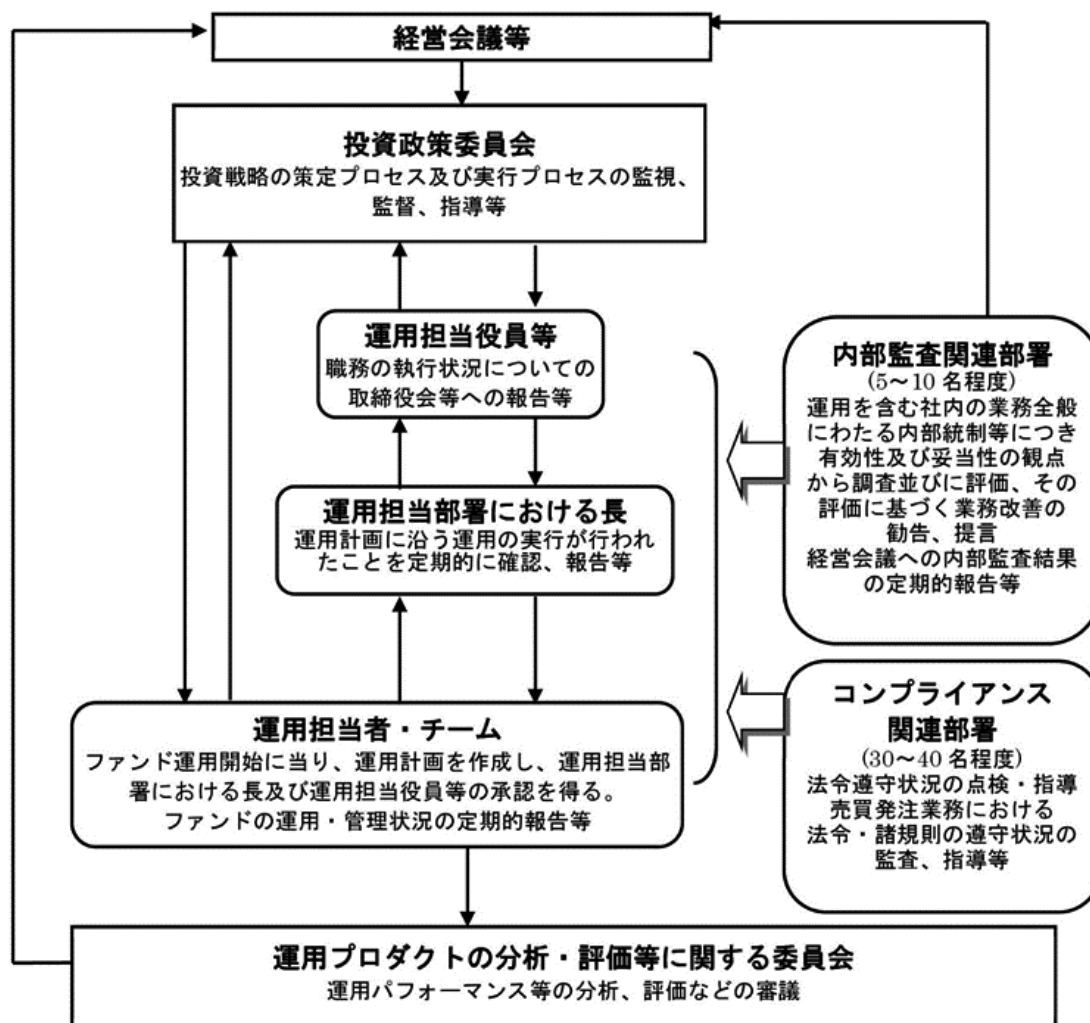 経営会議等
投資政策委員会
投資戦略の策定プロセス及び実行プロセスの監視、
監督、指導等
運用担当役員等
職務の執行状況についての
取締役会等への報告等
運用担当部署における長
運用計画に沿う運用の実行が行われ
たことを定期的に確認、報告等
運用担当者・チーム
ファンド運用開始に当り、運用計画を作成し、運用担当部
署における長及び運用担当役員等の承認を得る。
ファンドの運用・管理状況の定期的報告等
内部監査関連部署
(5～10 名程度)
運用を含む社内の業務全般
にわたる内部統制等につき
有効性及び妥当性の観点
から調査並びに評価、その
評価に基づく業務改善の
勧告、提言
経営会議への内部監査結果
の定期的報告等
コンプライアンス
関連部署
(30～40 名程度)
法令遵守状況の点検・指導
売買発注業務における
法令・諸規則の遵守状況の
監査、指導等
運用プロダクトの分析・評価等に関する委員会
運用パフォーマンス等の分析、評価などの審議